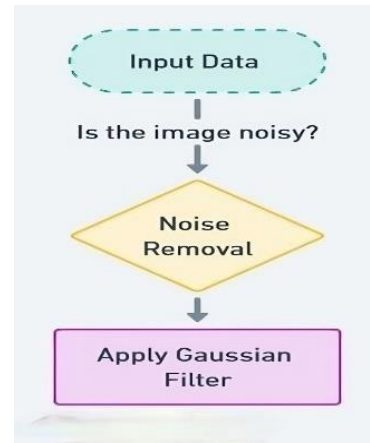 Input Data
Is the image noisy?
Noise
Removal
Apply Gaussian
Filter